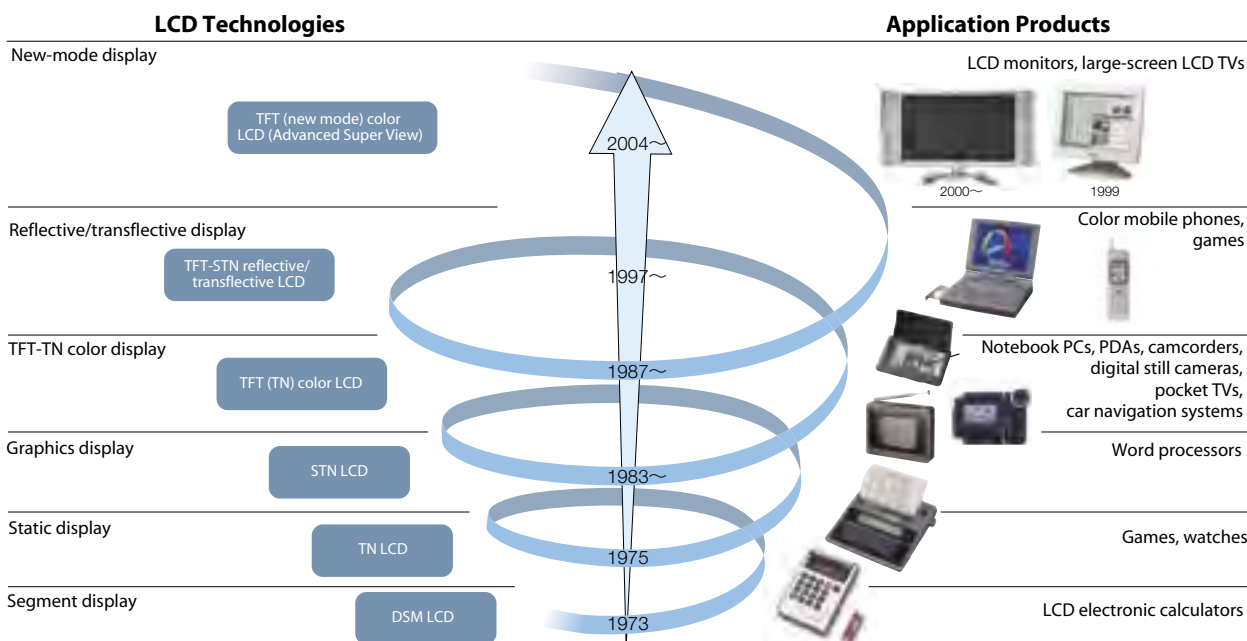 LCD Technologies
Application Products
New-mode display
LCD monitors, large-screen LCD TVs
TFT (new mode) color
LCD (Advanced Super View)
2004～
2000～
1999
Reflective/transflective display
Color mobile phones,
games
TFT-STN reflective/
transflective LCD
1997～
TFT-TN color display
Notebook PCs, PDAs, camcorders,
digital still cameras,
pocket TVs,
car navigation systems
TFT (TN) color LCD
1987～
Graphics display
Word processors
STN LCD
1983～
Static display
Games, watches
TN LCD
1975
Segment display
LCD electronic calculators
DSM LCD
1973